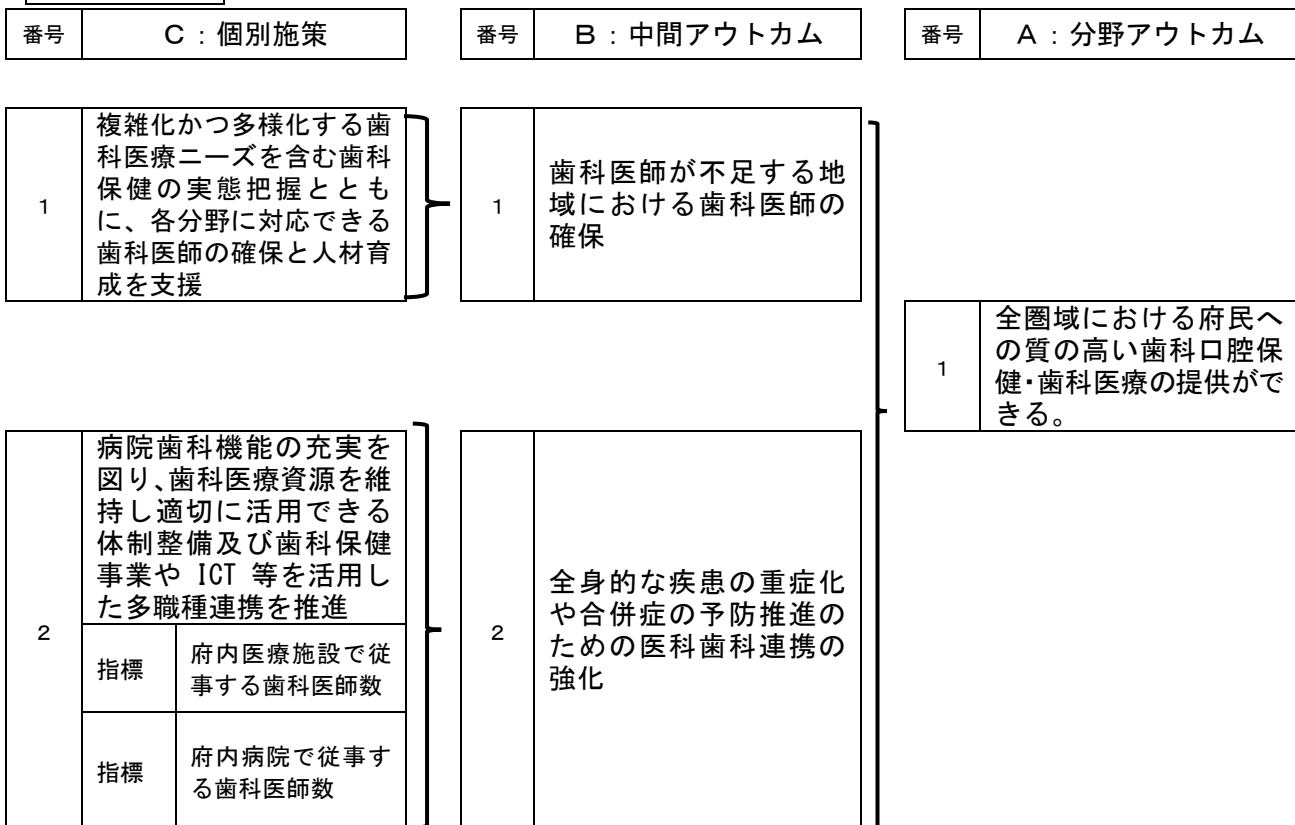 番号
C：個別施策
番号
B：中間アウトカム
番号
A：分野アウトカム
1
複雑化かつ多様化する歯
科医療ニーズを含む歯科
保健の実態把握ととも
に、各分野に対応できる
歯科医師の確保と人材育
成を支援
1
歯科医師が不足する地
域における歯科医師の
確保
1
全圏域における府民へ
の質の高い歯科口腔保
健・歯科医療の提供がで
きる。
2
病院歯科機能の充実を
図り、歯科医療資源を維
持し適切に活用できる
体制整備及び歯科保健
事業や ICT 等を活用し
た多職種連携を推進
指標
府内医療施設で従
事する歯科医師数
指標
府内病院で従事す
る歯科医師数
2
全身的な疾患の重症化
や合併症の予防推進の
ための医科歯科連携の
強化